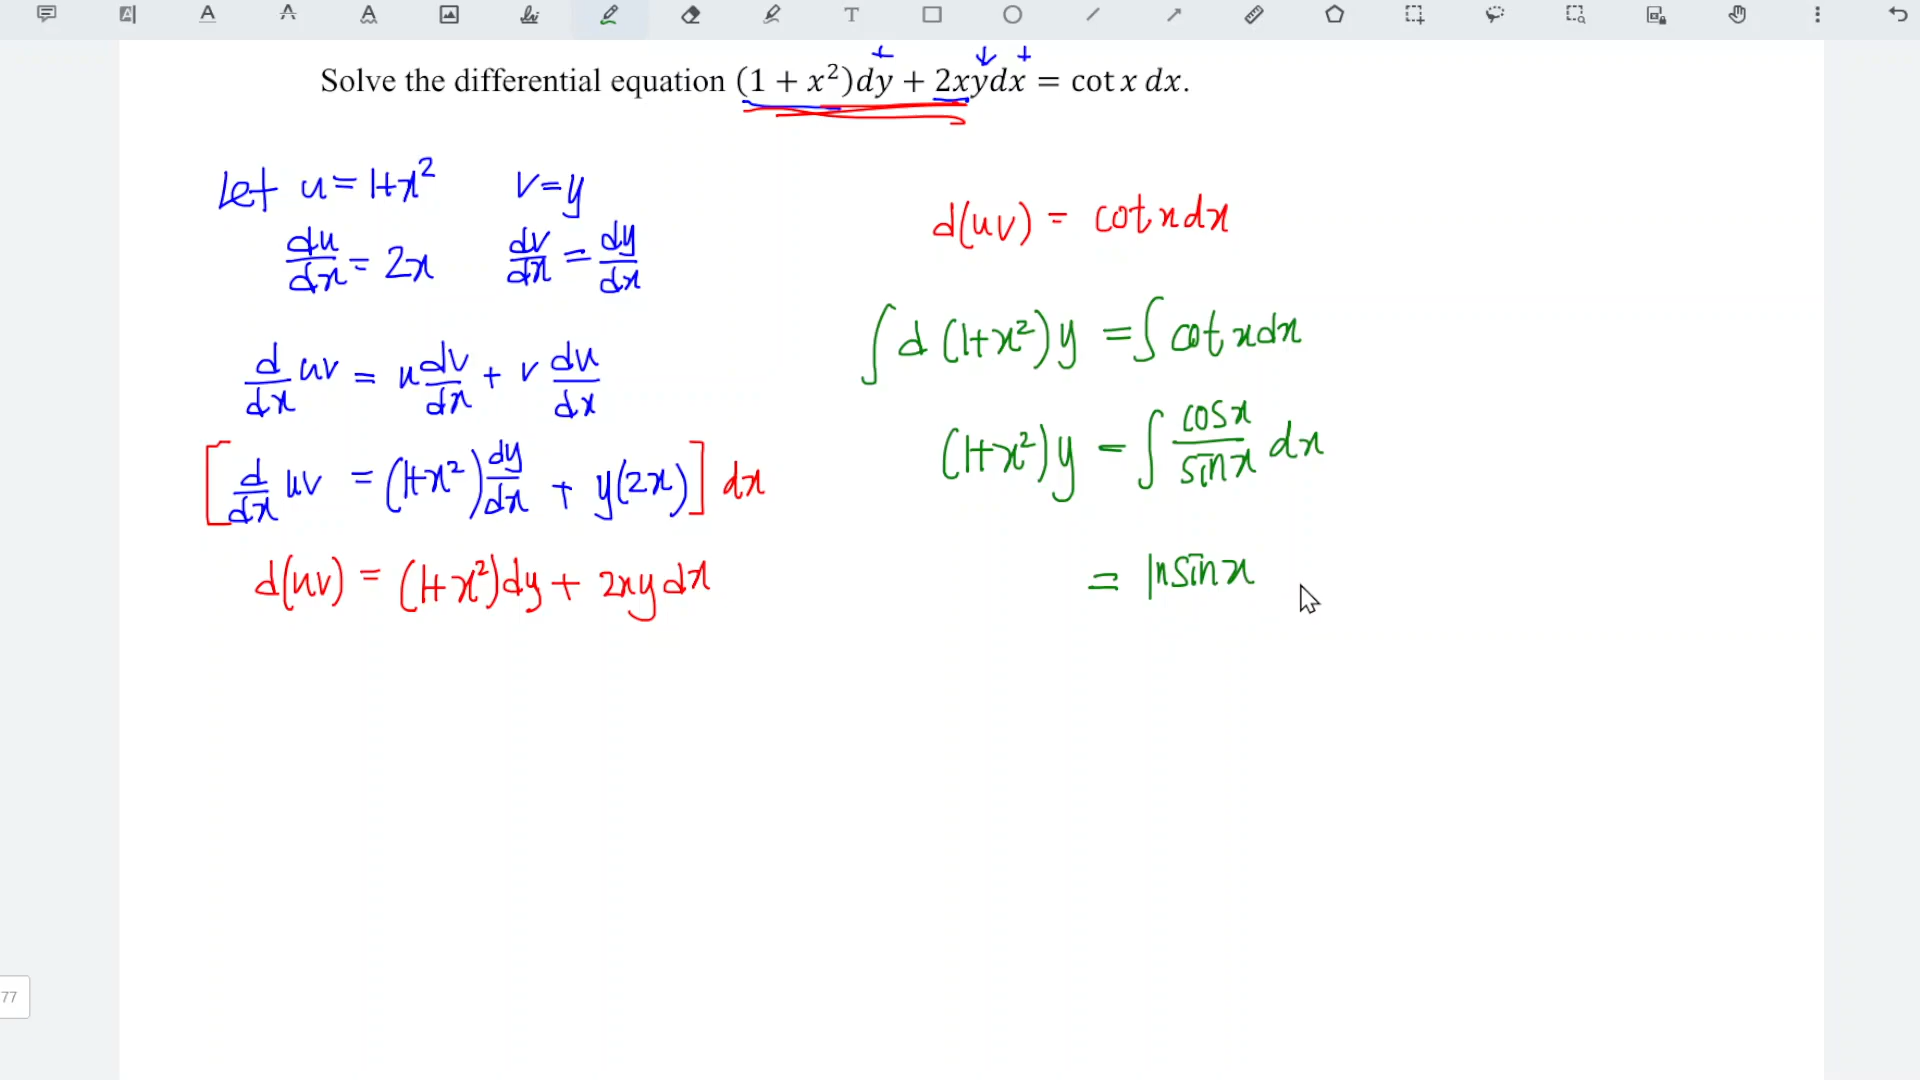 Solve the differential equation (1 + x²)dy + 2xydx = cot x dx.
Let u = 1+x² v = y
du/dx = 2x dv/dx = dy/dx
d/dx uv = u dv/dx + v du/dx
[d/dx uv = (1+x²) dy/dx + y(2x)] dx
d(uv) = (1+x²)dy + 2xy dx
d(uv) = cot x dx
∫ d (1+x²) y = ∫ cot x dx
(1+x²) y = ∫ cos x / sin x dx
= ln sin x
77